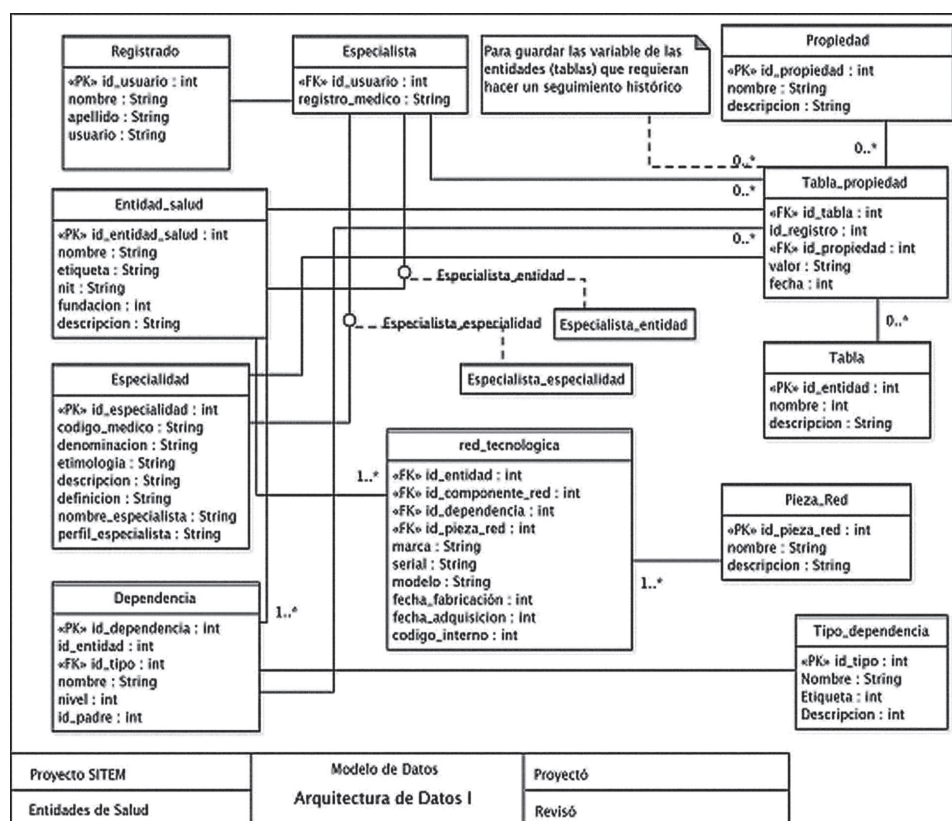 Registrado
«PK» id_usuario : int
nombre : String
apellido : String
usuario : String
Especialista
«FK» id_usuario : int
registro_medico : String
Para guardar las variable de las
entidades (tablas) que requieran
hacer un seguimiento histórico
Propiedad
«PK» id_propiedad : int
nombre : String
descripcion : String
0..*
0..*
0..*
0..*
Tabla_propiedad
«FK» id_tabla : int
id_registro : int
«FK» id_propiedad : int
valor : String
fecha : int
Entidad_salud
«PK» id_entidad_salud : int
nombre : String
etiqueta : String
nit : String
fundacion : int
descripcion : String
Especialista_entidad
Especialista_especialidad
Especialista_entidad
Especialista_especialidad
0..*
Tabla
«PK» id_entidad : int
nombre : Int
descripcion : String
Especialidad
«PK» id_especialidad : int
codigo_medico : String
denominacion : String
etimologia : String
descripcion : String
definicion : String
nombre_especialista : String
perfil_especialista : String
1..*
red_tecnologica
«FK» id_entidad : int
«FK» id_componente_red : int
«FK» id_dependencia : int
«FK» id_pieza_red : int
marca : String
serial : String
modelo : String
fecha_fabricación : int
fecha_adquisicion : int
codigo_interno : int
Pieza_Red
«PK» id_pieza_red : int
nombre : String
descripcion : String
1..*
Dependencia
«PK» id_dependencia : int
id_entidad : int
«FK» id_tipo : int
nombre : String
nivel : int
id_padre : int
1..*
Tipo_dependencia
«PK» id_tipo : int
Nombre : String
Etiqueta : int
Descripcion : int
Proyecto SITEM
Entidades de Salud
Modelo de Datos
Arquitectura de Datos I
Proyectó
Revisó